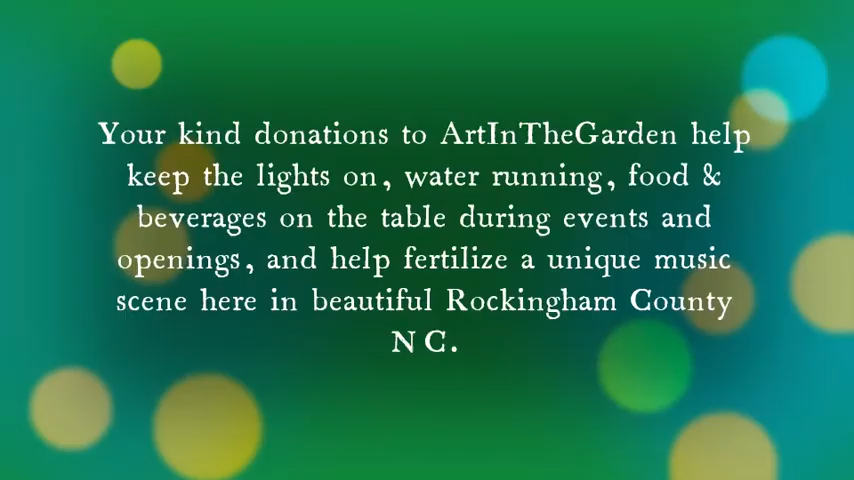 Your kind donations to ArtInTheGarden help
keep the lights on, water running, food &
beverages on the table during events and
openings, and help fertilize a unique music
scene here in beautiful Rockingham County
N C.